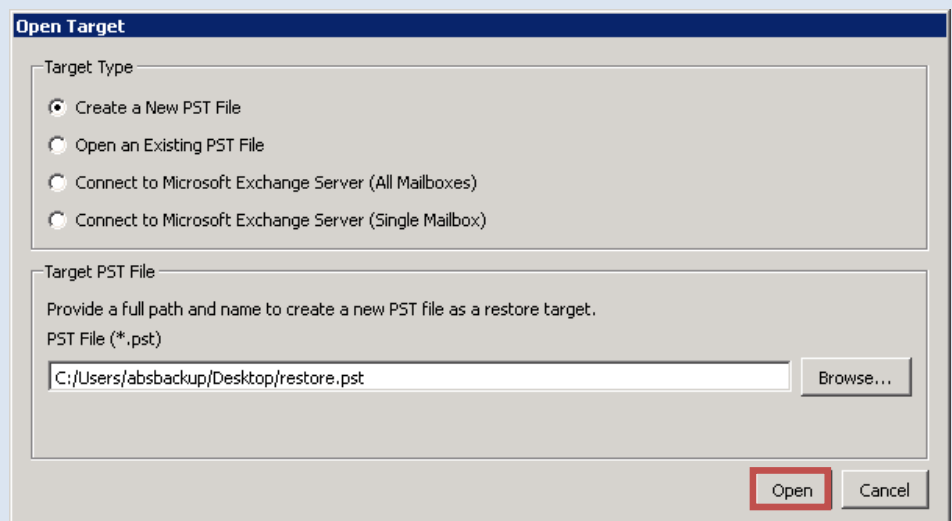 Open Target
Target Type
Create a New PST File
Open an Existing PST File
Connect to Microsoft Exchange Server (All Mailboxes)
Connect to Microsoft Exchange Server (Single Mailbox)
Target PST File
Provide a full path and name to create a new PST file as a restore target.
PST File (*.pst)
C:/Users/absbackup/Desktop/restore.pst
Browse...
Open
Cancel